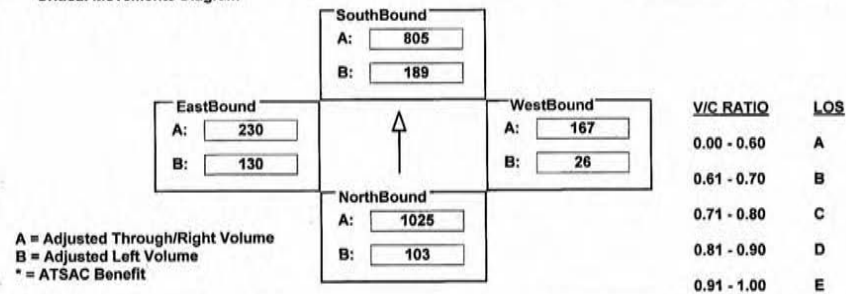 SouthBound
A: 805
B: 189
EastBound
A: 230
B: 130
WestBound
A: 167
B: 26
NorthBound
A: 1025
B: 103
A = Adjusted Through/Right Volume
B = Adjusted Left Volume
* = ATSAC Benefit
V/C RATIO LOS
0.00 - 0.60 A
0.61 - 0.70 B
0.71 - 0.80 C
0.81 - 0.90 D
0.91 - 1.00 E